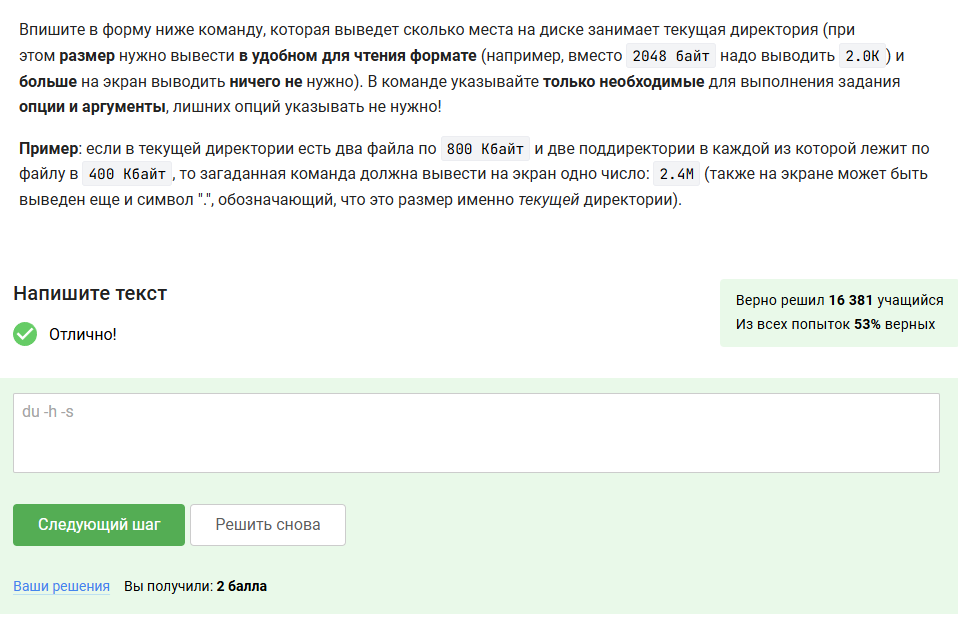 Впишите в форму ниже команду, которая выведет сколько места на диске занимает текущая директория (при
этом размер нужно вывести в удобном для чтения формате (например, вместо 2048 байт надо выводить 2.0K ) и
больше на экран выводить ничего не нужно). В команде указывайте только необходимые для выполнения задания
опции и аргументы, лишних опций указывать не нужно!
Пример: если в текущей директории есть два файла по 800 Кбайт и две поддиректории в каждой из которой лежит по
файлу в 400 Кбайт, то загаданная команда должна вывести на экран одно число: 2.4M (также на экране может быть
выведен еще и символ ".", обозначающий, что это размер именно текущей директории).
Напишите текст
Отлично!
Верно решил 16 381 учащийся
Из всех попыток 53% верных
du -h -s
Следующий шаг
Решить снова
Ваши решения Вы получили: 2 балла